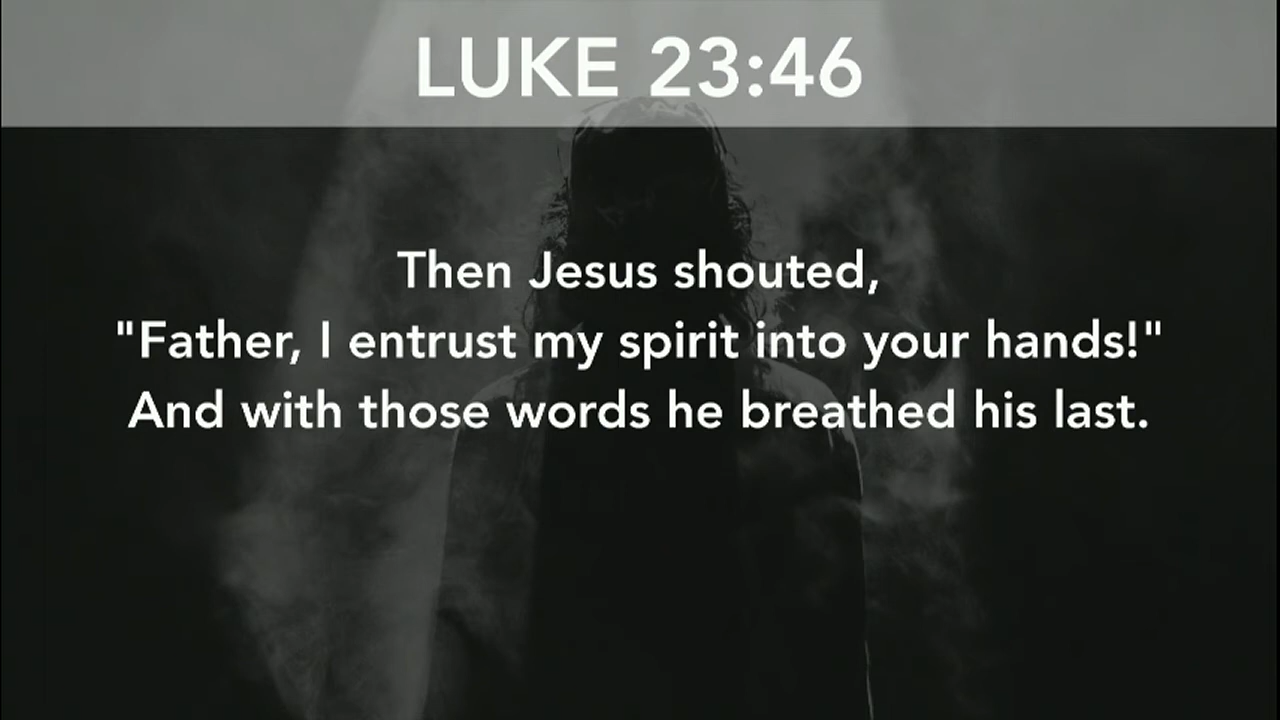 LUKE 23:46
Then Jesus shouted,
"Father, I entrust my spirit into your hands!"
And with those words he breathed his last.